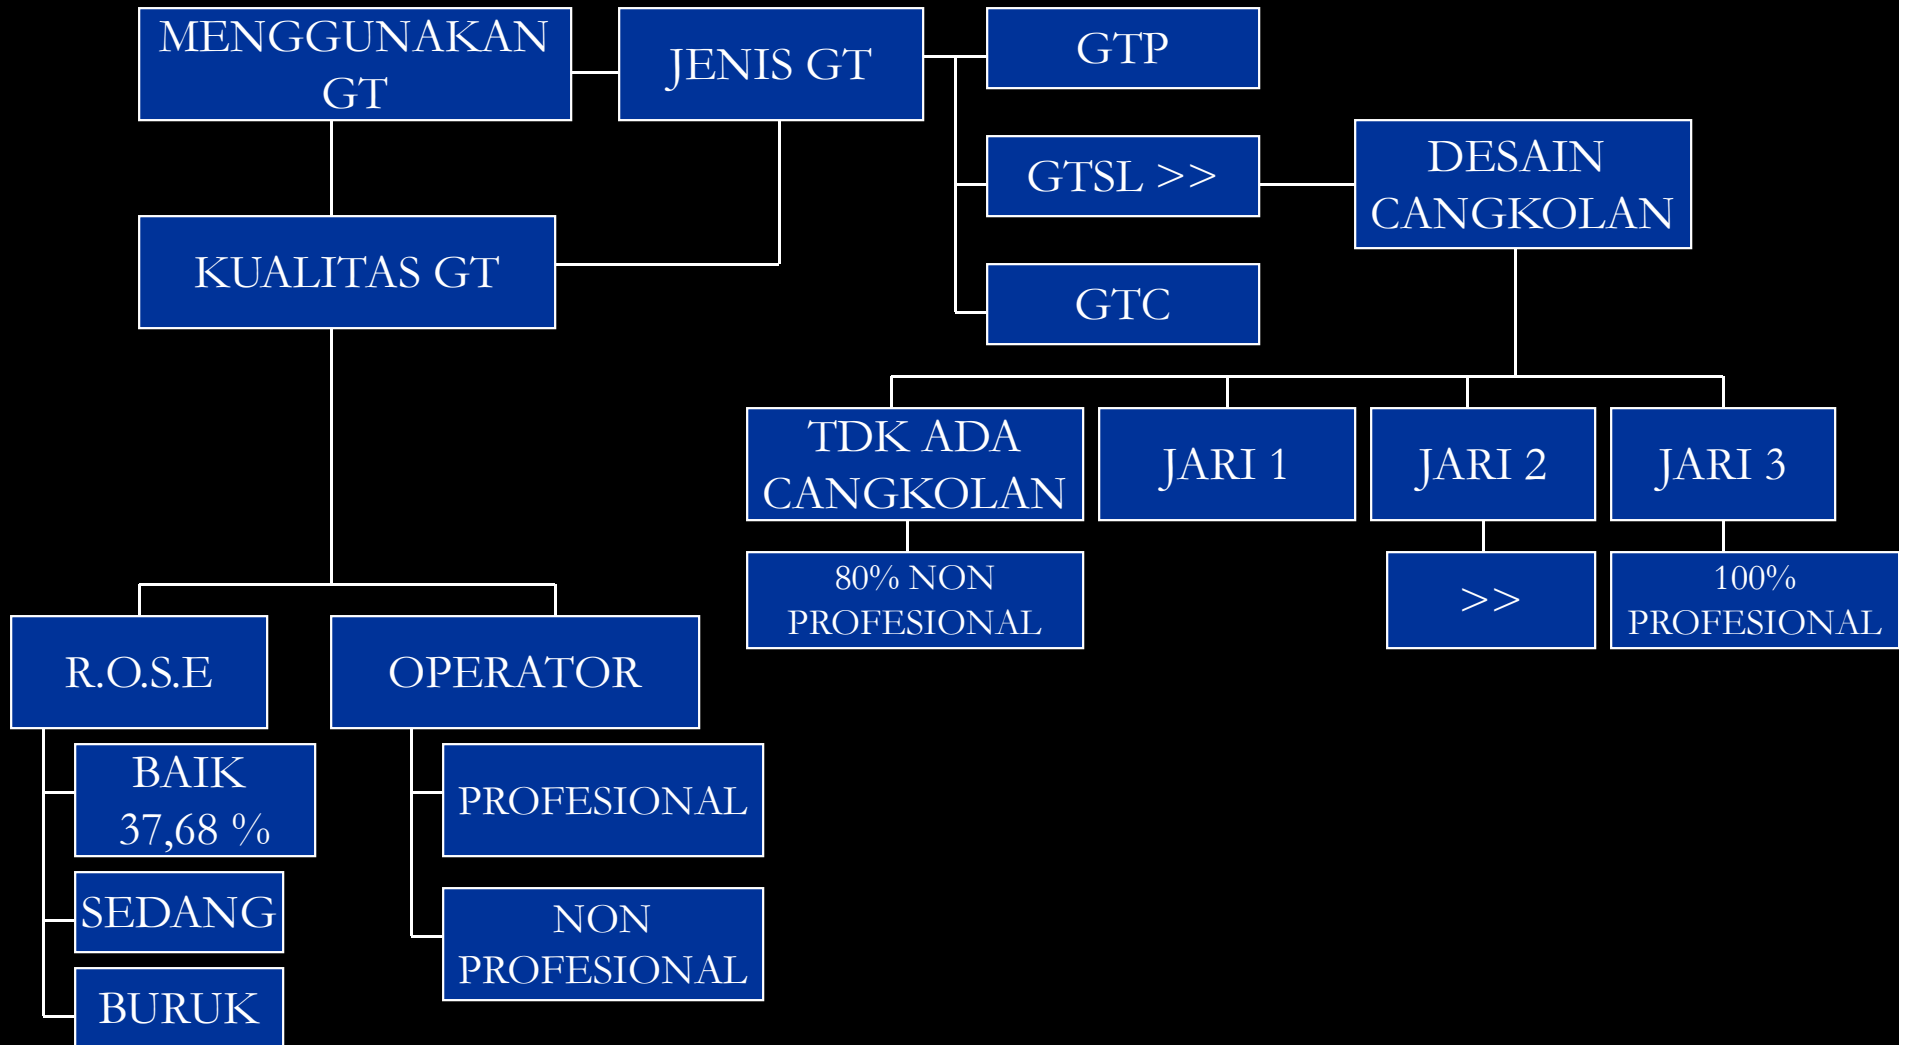 MENGGUNAKAN
GT
JENIS GT
GTP
GTSL >>
GTC
DESAIN
CANGKOLAN
KUALITAS GT
TDK ADA
CANGKOLAN
JARI 1
JARI 2
JARI 3
80% NON
PROFESIONAL
>>
100%
PROFESIONAL
R.O.S.E
OPERATOR
BAIK
37,68 %
SEDANG
BURUK
PROFESIONAL
NON
PROFESIONAL